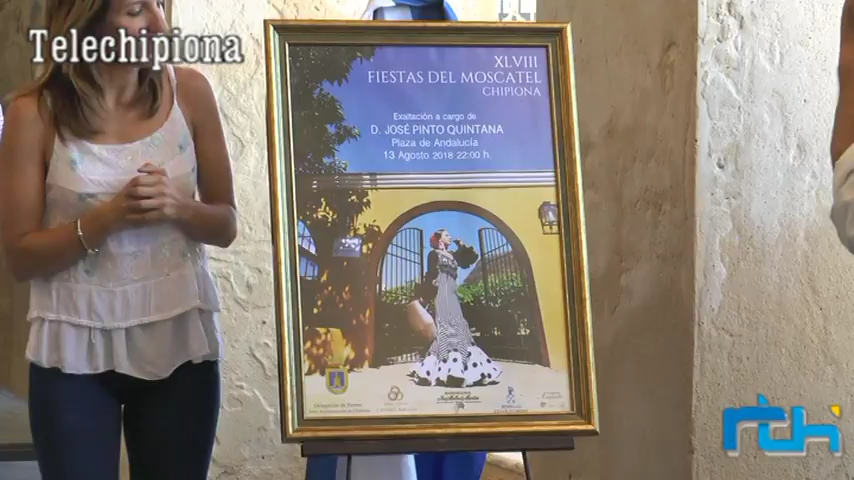 Telechipiona
XLVIII
FIESTAS DEL MOSCATEL
CHIPIONA
Exaltación a cargo de
D. JOSÉ PINTO QUINTANA
Plaza de Andalucía
13 Agosto 2018 22:00 h.
rtch